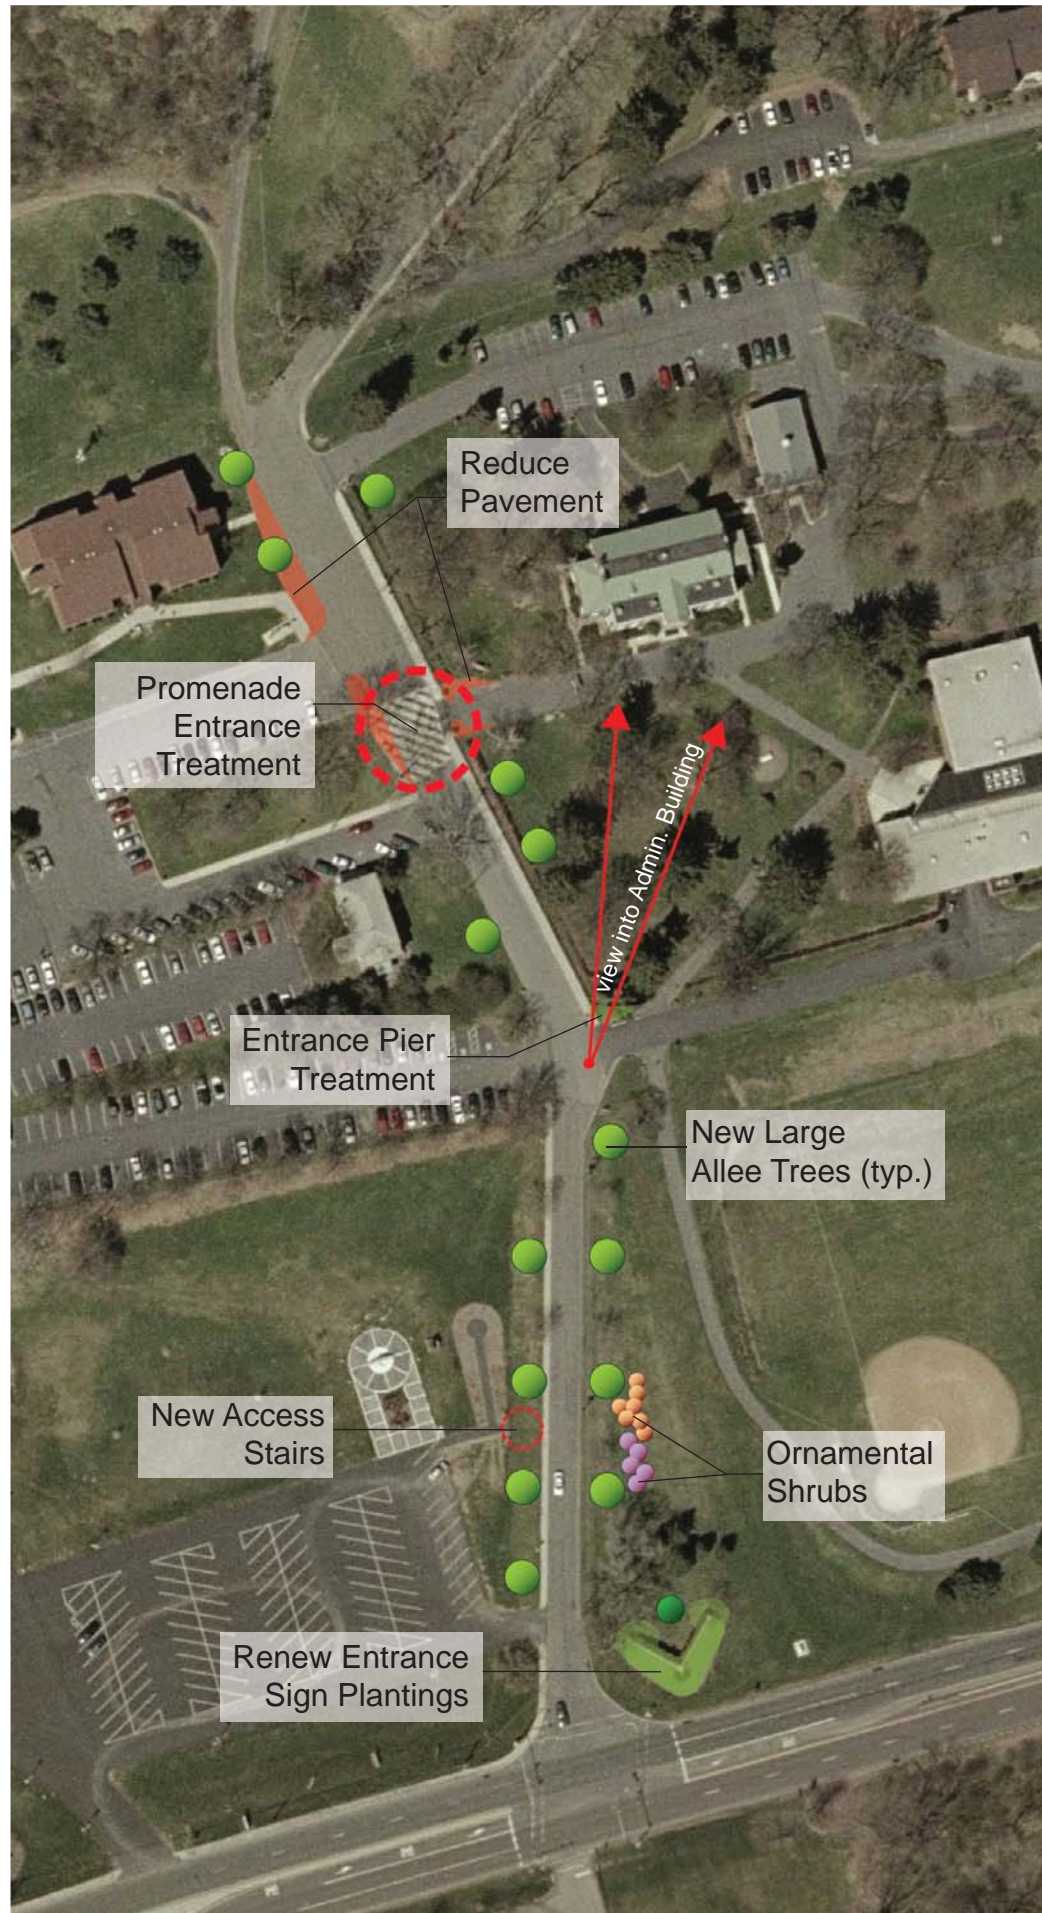 Reduce
Pavement
Promenade
Entrance
Treatment
view into Admin. Building
Entrance Pier
Treatment
New Large
Allee Trees (typ.)
New Access
Stairs
Ornamental
Shrubs
Renew Entrance
Sign Plantings